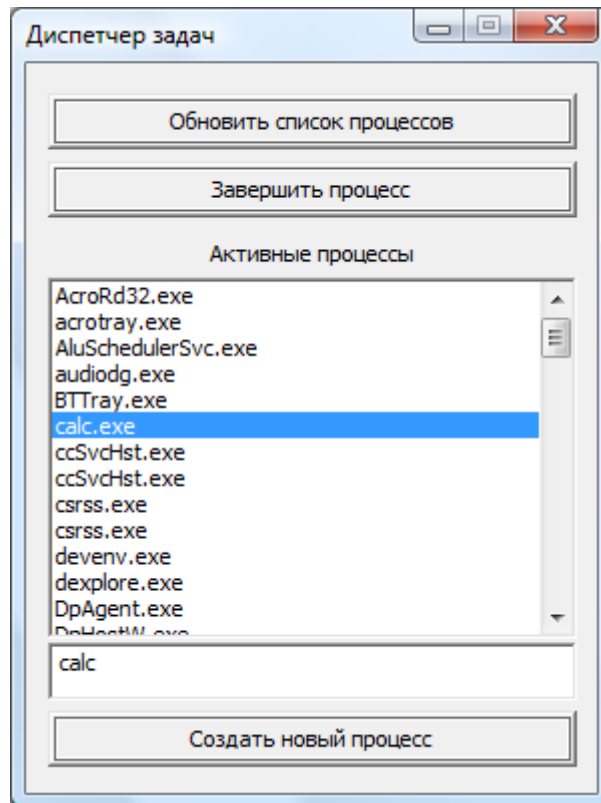 Диспетчер задач
Обновить список процессов
Завершить процесс
Активные процессы
AcroRd32.exe
acrotray.exe
AluSchedulerSvc.exe
audiodg.exe
BTTray.exe
calc.exe
ccSvcHst.exe
ccSvcHst.exe
csrss.exe
csrss.exe
devenv.exe
dexplore.exe
DpAgent.exe
DpHostW.exe
calc
Создать новый процесс